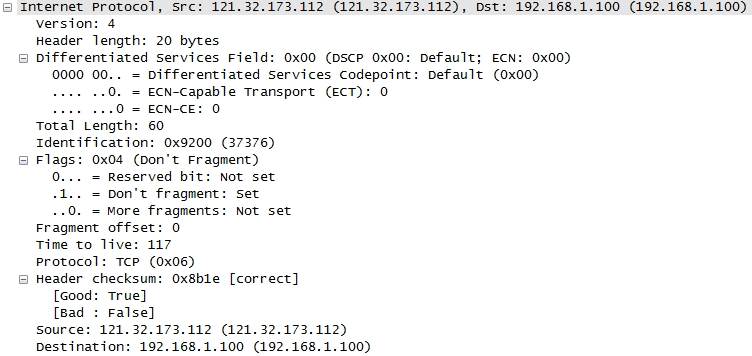 Internet Protocol, Src: 121.32.173.112 (121.32.173.112), Dst: 192.168.1.100 (192.168.1.100)
Version: 4
Header length: 20 bytes
Differentiated Services Field: 0x00 (DSCP 0x00: Default; ECN: 0x00)
0000 00.. = Differentiated Services Codepoint: Default (0x00)
.... ..0. = ECN-Capable Transport (ECT): 0
.... ...0 = ECN-CE: 0
Total Length: 60
Identification: 0x9200 (37376)
Flags: 0x04 (Don't Fragment)
0... = Reserved bit: Not set
.1.. = Don't fragment: Set
..0. = More fragments: Not set
Fragment offset: 0
Time to live: 117
Protocol: TCP (0x06)
Header checksum: 0x8b1e [correct]
[Good: True]
[Bad : False]
Source: 121.32.173.112 (121.32.173.112)
Destination: 192.168.1.100 (192.168.1.100)